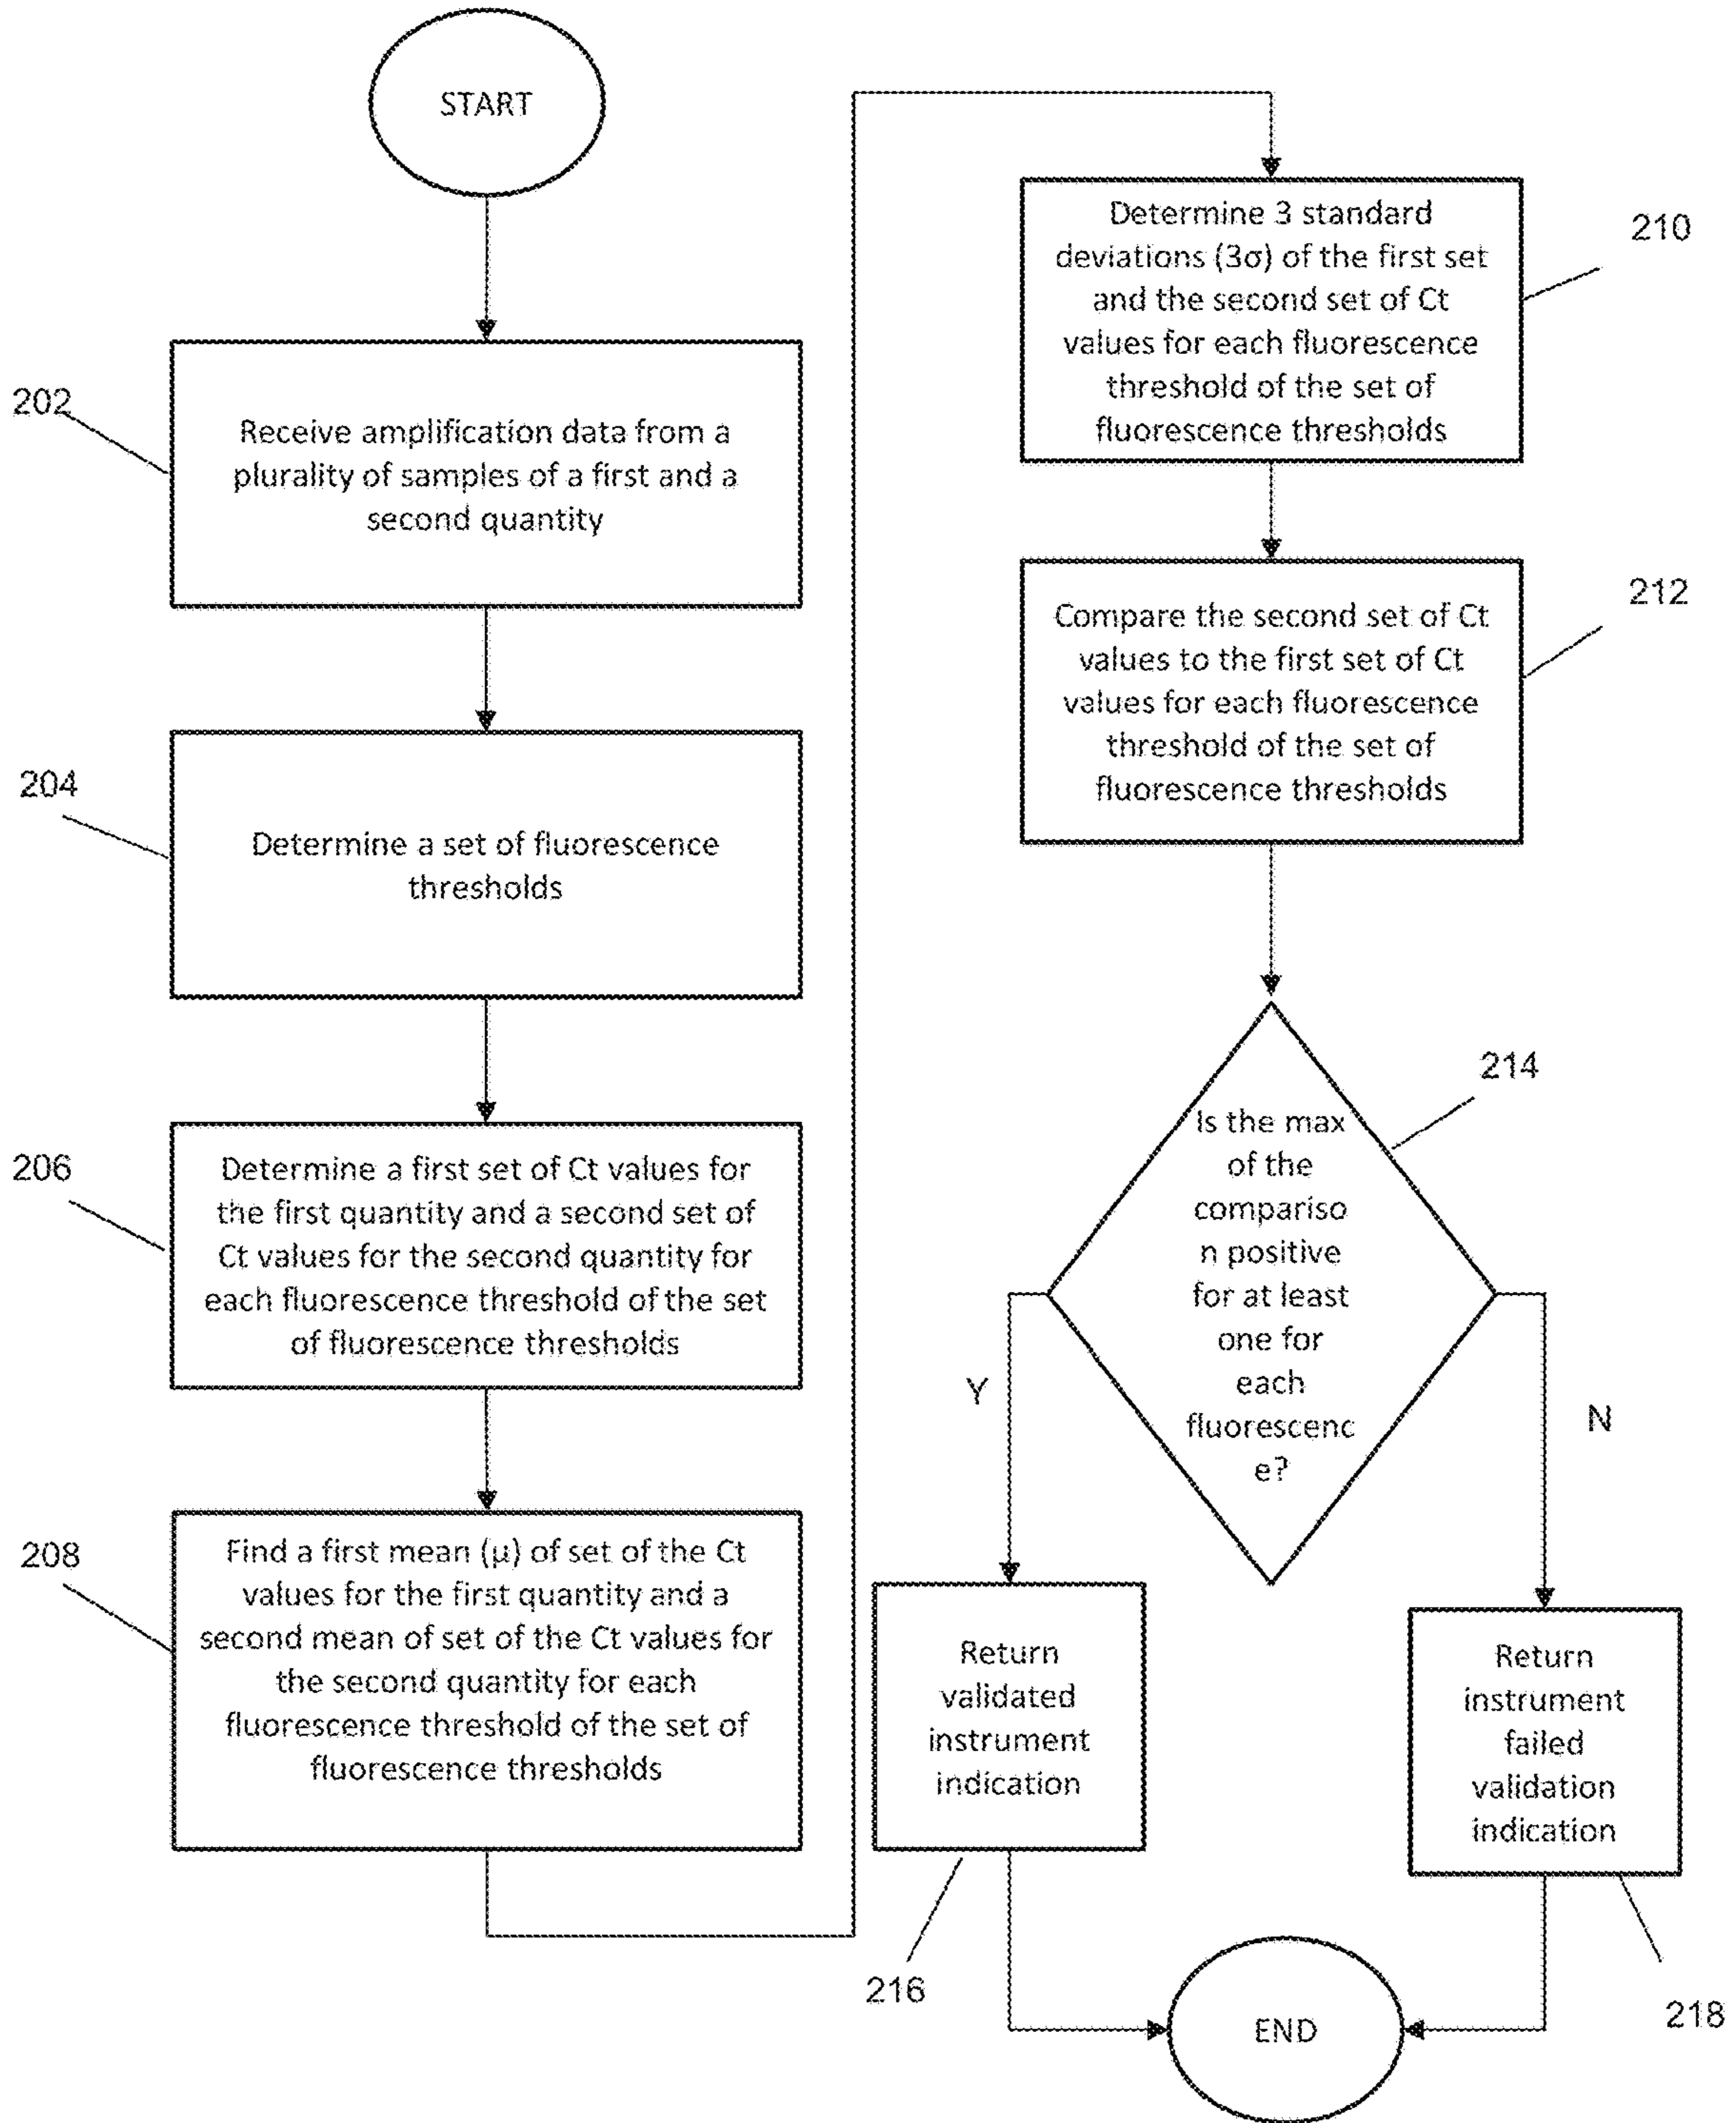 START
202
Receive amplification data from a
plurality of samples of a first and a
second quantity
204
Determine a set of fluorescence
thresholds
206
Determine a first set of Ct values for
the first quantity and a second set of
Ct values for the second quantity for
each fluorescence threshold of the set
of fluorescence thresholds
208
Find a first mean (μ) of set of the Ct
values for the first quantity and a
second mean of set of the Ct values for
the second quantity for each
fluorescence threshold of the set of
fluorescence thresholds
210
Determine 3 standard
deviations (3σ) of the first set
and the second set of Ct
values for each fluorescence
threshold of the set of
fluorescence thresholds
212
Compare the second set of Ct
values to the first set of Ct
values for each fluorescence
threshold of the set of
fluorescence thresholds
214
Is the max
of the
compariso
n positive
for at least
one for
each
fluorescenc
e?
Y
N
Return
validated
instrument
indication
216
Return
instrument
failed
validation
indication
218
END